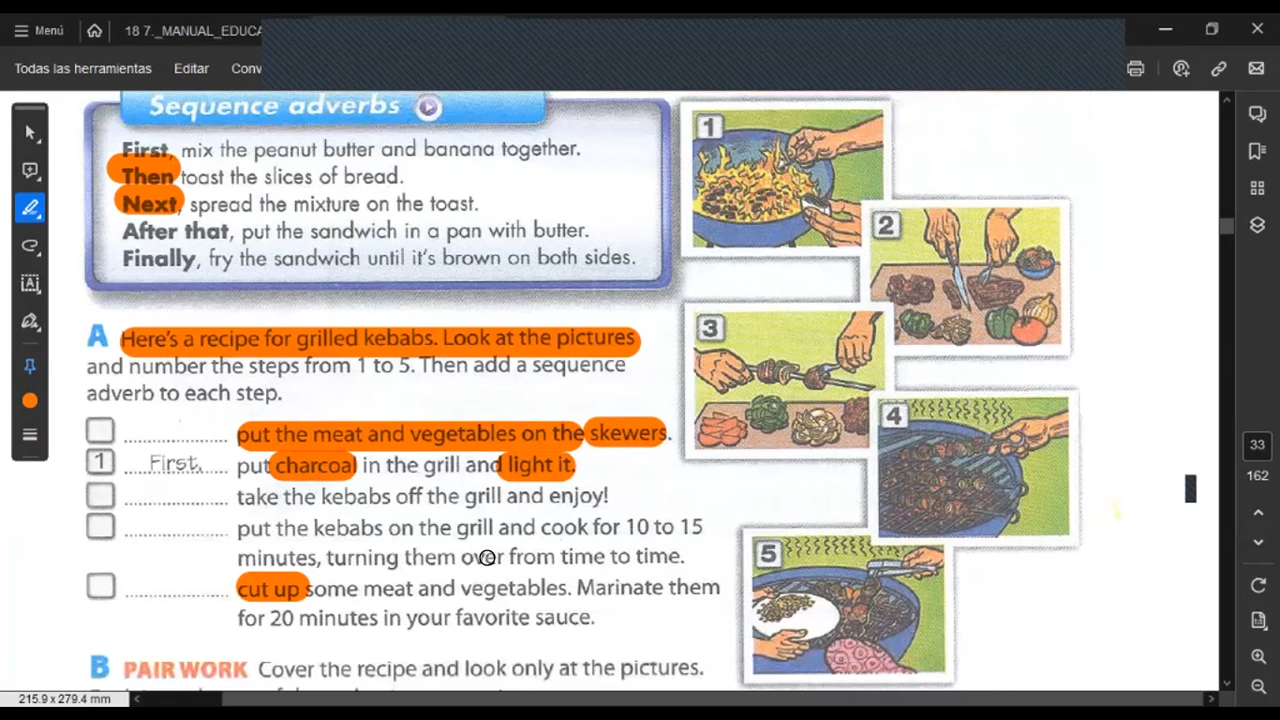 Menú
18 7._MANUAL_EDUCA
Todas las herramientas Editar Conv
Sequence adverbs
First, mix the peanut butter and banana together.
Then toast the slices of bread.
Next, spread the mixture on the toast.
After that, put the sandwich in a pan with butter.
Finally, fry the sandwich until it's brown on both sides.
1
2
3
4
5
A Here's a recipe for grilled kebabs. Look at the pictures
and number the steps from 1 to 5. Then add a sequence
adverb to each step.
put the meat and vegetables on the skewers.
1 First, put charcoal in the grill and light it.
take the kebabs off the grill and enjoy!
put the kebabs on the grill and cook for 10 to 15
minutes, turning them over from time to time.
cut up some meat and vegetables. Marinate them
for 20 minutes in your favorite sauce.
B PAIR WORK Cover the recipe and look only at the pictures.
33
162
215.9 x 279.4 mm